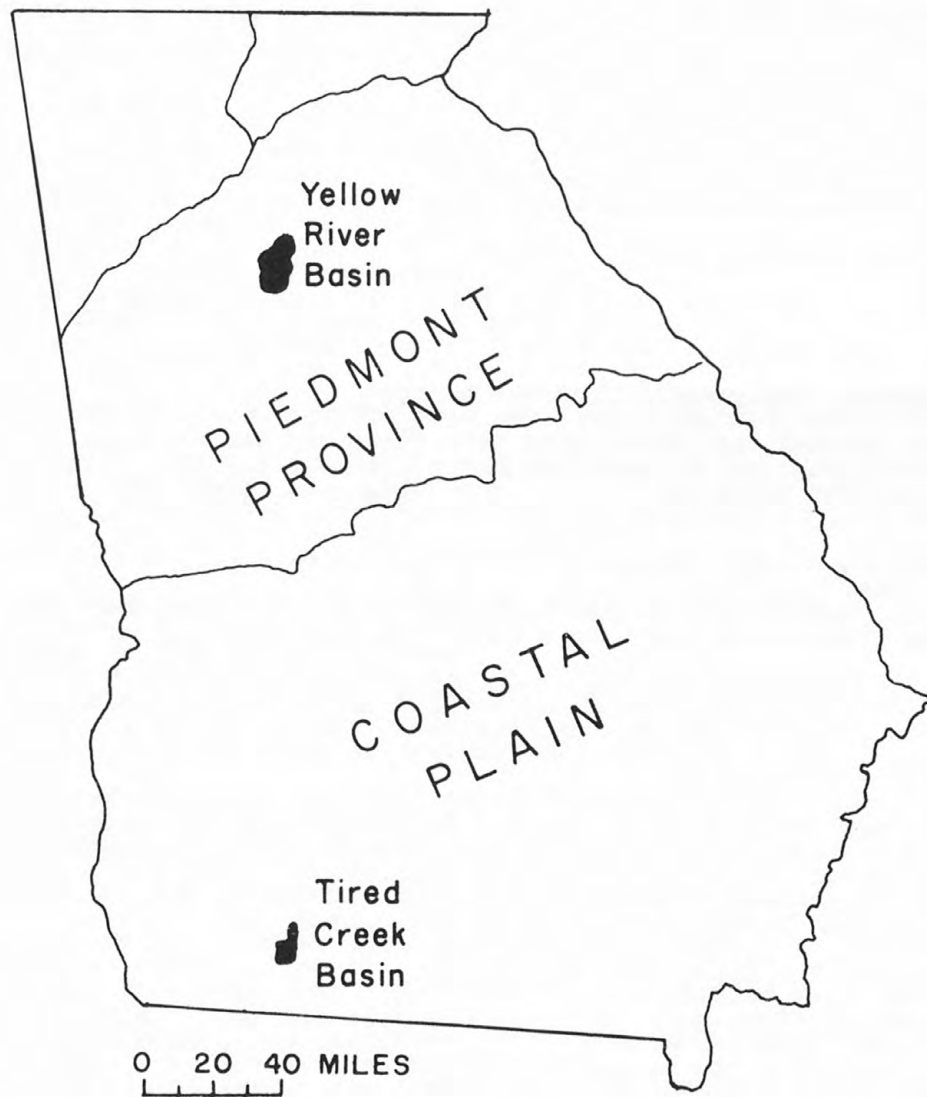 Yellow
River
Basin
PIEDMONT
PROVINCE
COASTAL
PLAIN
Tired
Creek
Basin
0 20 40 MILES